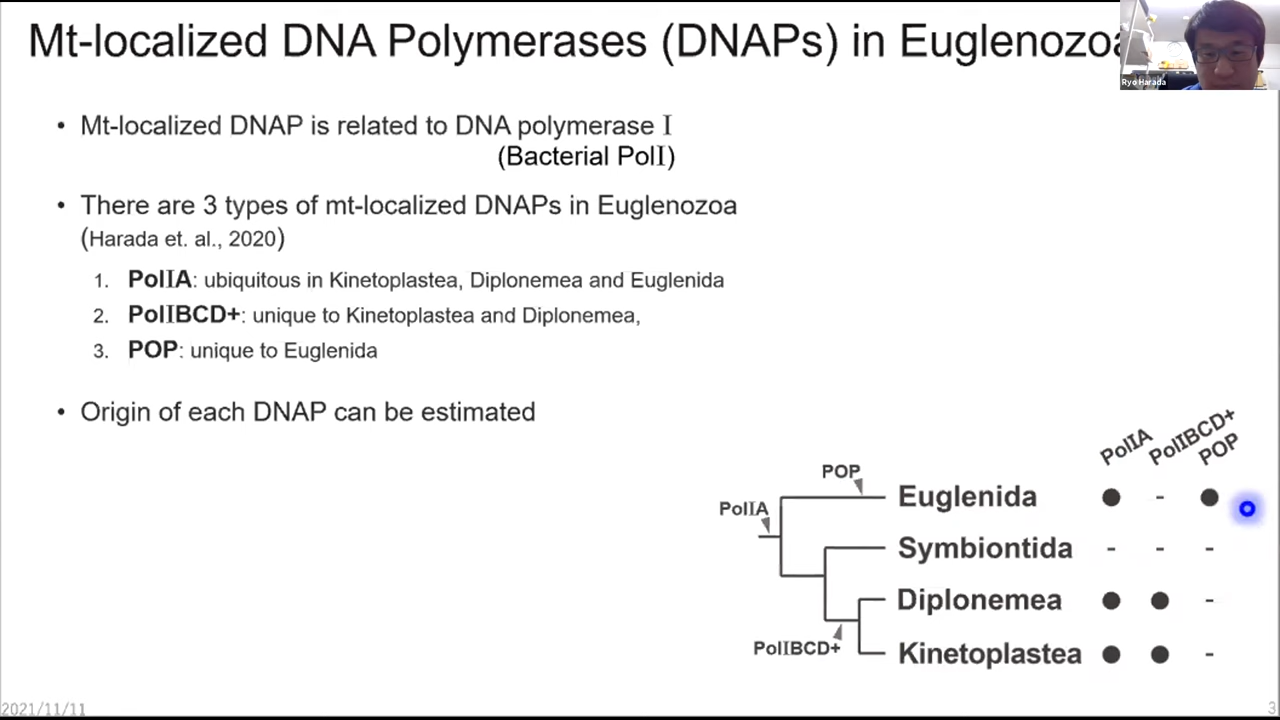 Mt-localized DNA Polymerases (DNAPs) in Euglenozoa
Ryo Harada
• Mt-localized DNAP is related to DNA polymerase I
(Bacterial PolI)
• There are 3 types of mt-localized DNAPs in Euglenozoa
(Harada et. al., 2020)
1. PolIA: ubiquitous in Kinetoplastea, Diplonemea and Euglenida
2. PolIBCD+: unique to Kinetoplastea and Diplonemea,
3. POP: unique to Euglenida
• Origin of each DNAP can be estimated
PolIA PolIBCD+ POP
POP
PolIA
PolIBCD+
Euglenida ● - ●
Symbiontida - - -
Diplonemea ● ● -
Kinetoplastea ● ● -
2021/11/11
3